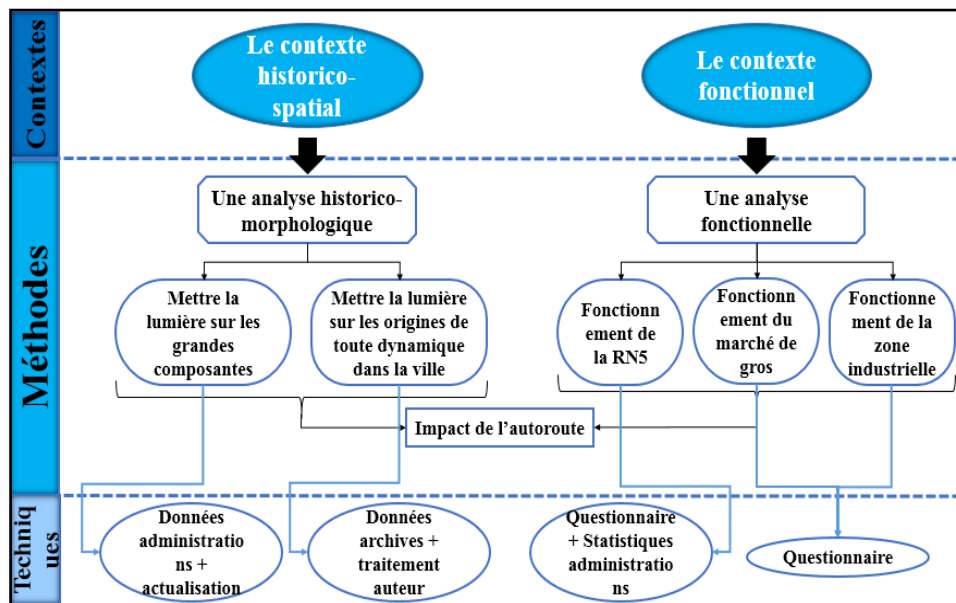 Contextes
Le contexte
historico-
spatial
Le contexte
fonctionnel
Méthodes
Une analyse historico-
morphologique
Une analyse
fonctionnelle
Mettre la
lumière sur les
grandes
composantes
Mettre la lumière
sur les origines de
toute dynamique
dans la ville
Fonctionn
ement de
la RN5
Fonctionn
ement du
marché de
gros
Fonctionne
ment de la
zone
industrielle
Impact de l’autoroute
Techniq
ues
Données
administratio
ns +
actualisation
Données
archives +
traitement
auteur
Questionnaire
+ Statistiques
administratio
ns
Questionnaire